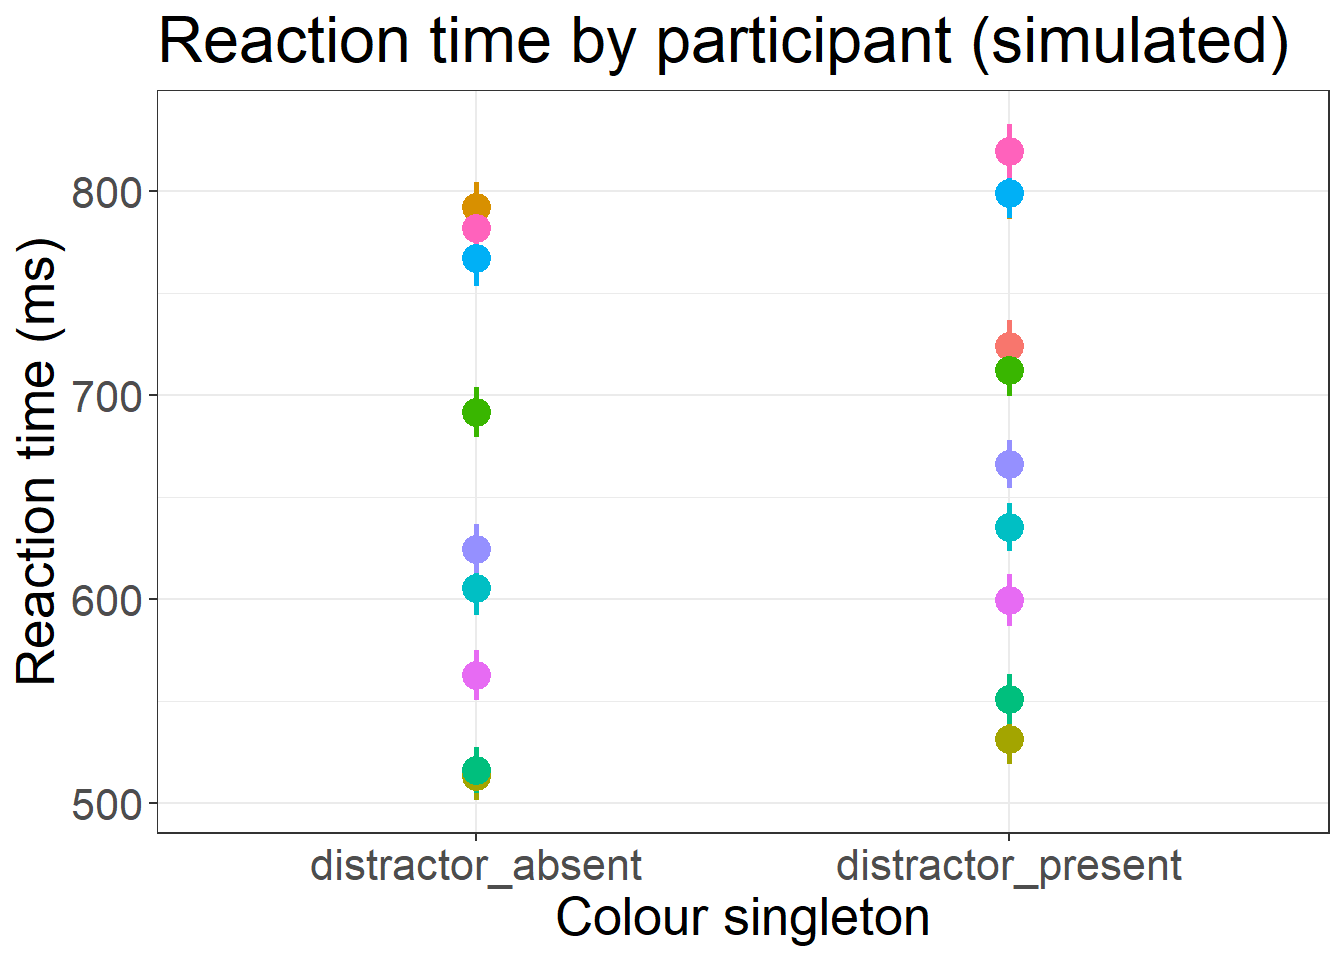 Reaction time by participant (simulated)
Reaction time (ms)
800
700
600
500
distractor_absent
distractor_present
Colour singleton